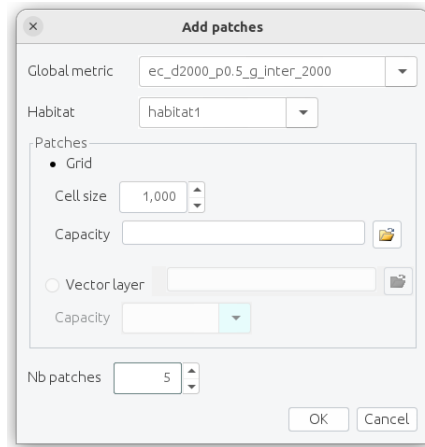 Add patches
Global metric ec_d2000_p0.5_g_inter_2000
Habitat habitat1
Patches
Grid
Cell size 1,000
Capacity
Vector layer
Capacity
Nb patches 5
OK Cancel